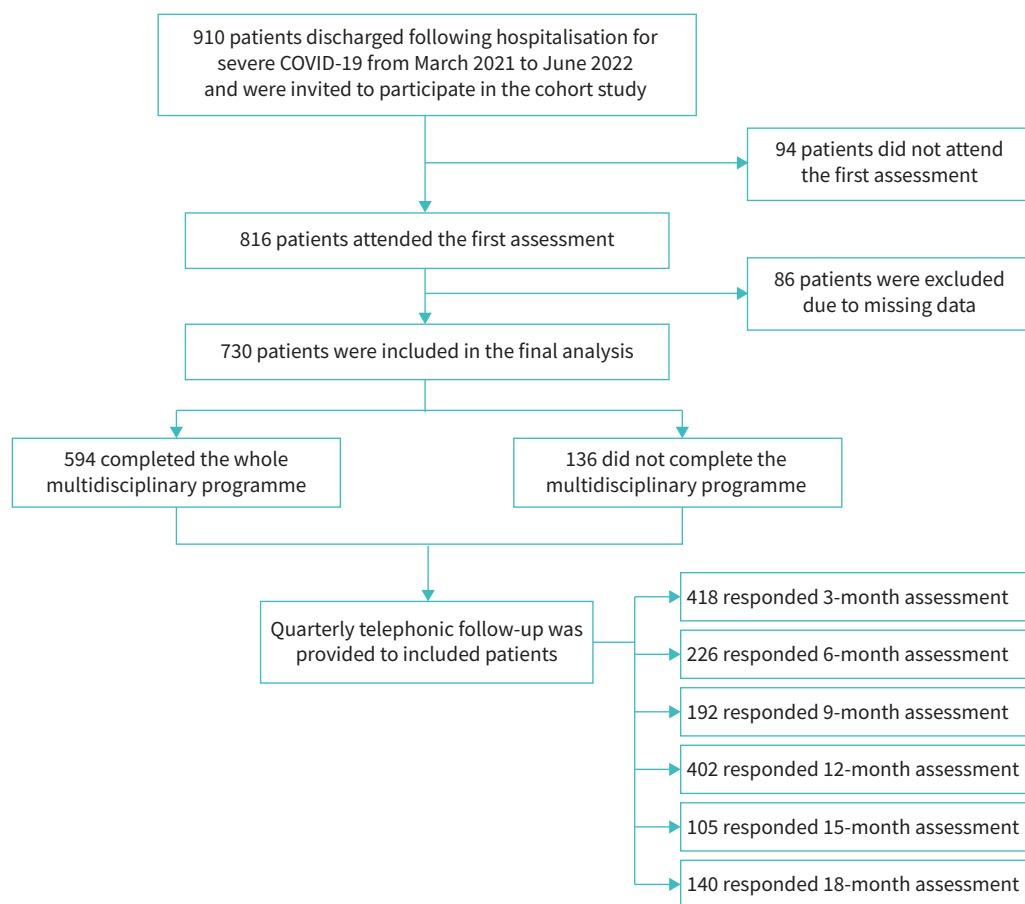 910 patients discharged following hospitalisation for
severe COVID-19 from March 2021 to June 2022
and were invited to participate in the cohort study
94 patients did not attend
the first assessment
816 patients attended the first assessment
86 patients were excluded
due to missing data
730 patients were included in the final analysis
594 completed the whole
multidisciplinary programme
136 did not complete the
multidisciplinary programme
Quarterly telephonic follow-up was
provided to included patients
418 responded 3-month assessment
226 responded 6-month assessment
192 responded 9-month assessment
402 responded 12-month assessment
105 responded 15-month assessment
140 responded 18-month assessment